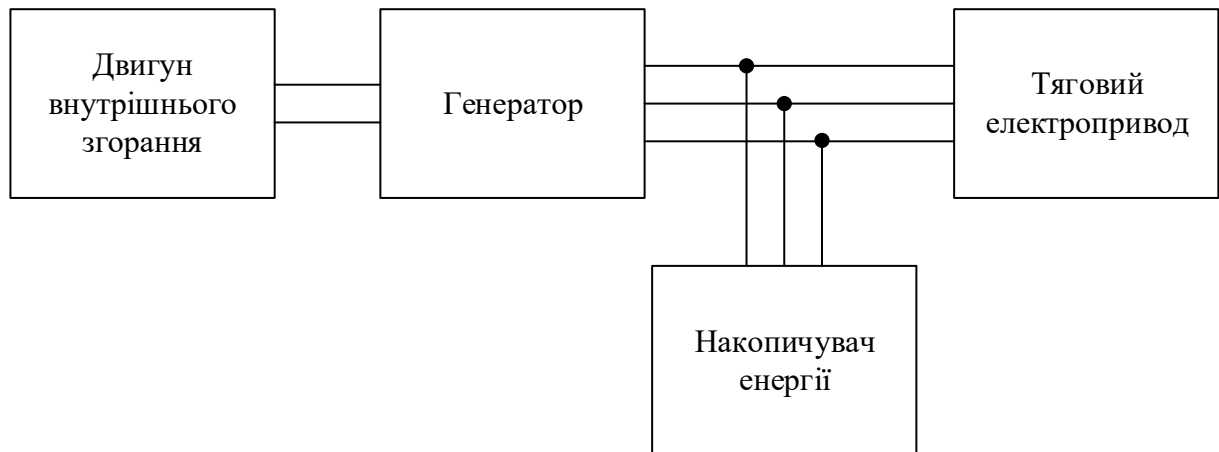 Двигун
внутрішнього
згорання
Генератор
Тяговий
електропривод
Накопичувач
енергії